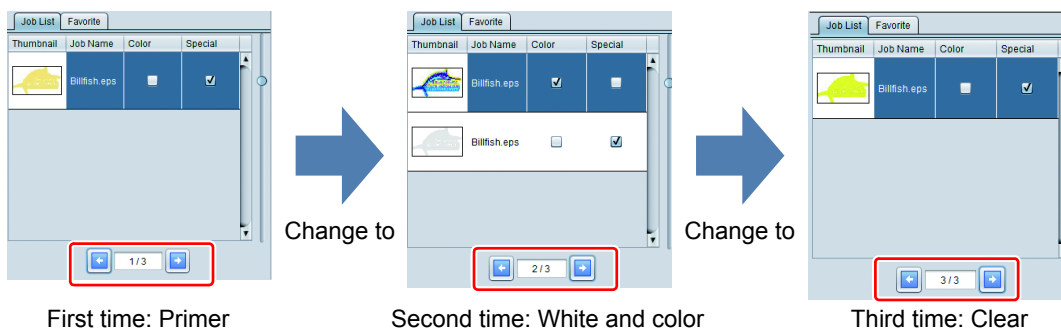 Job List Favorite
Thumbnail Job Name Color Special
Billfish.eps
1 / 3
First time: Primer
Change to
Job List Favorite
Thumbnail Job Name Color Special
Billfish.eps
Billfish.eps
2 / 3
Second time: White and color
Change to
Job List Favorite
Thumbnail Job Name Color Special
Billfish.eps
3 / 3
Third time: Clear